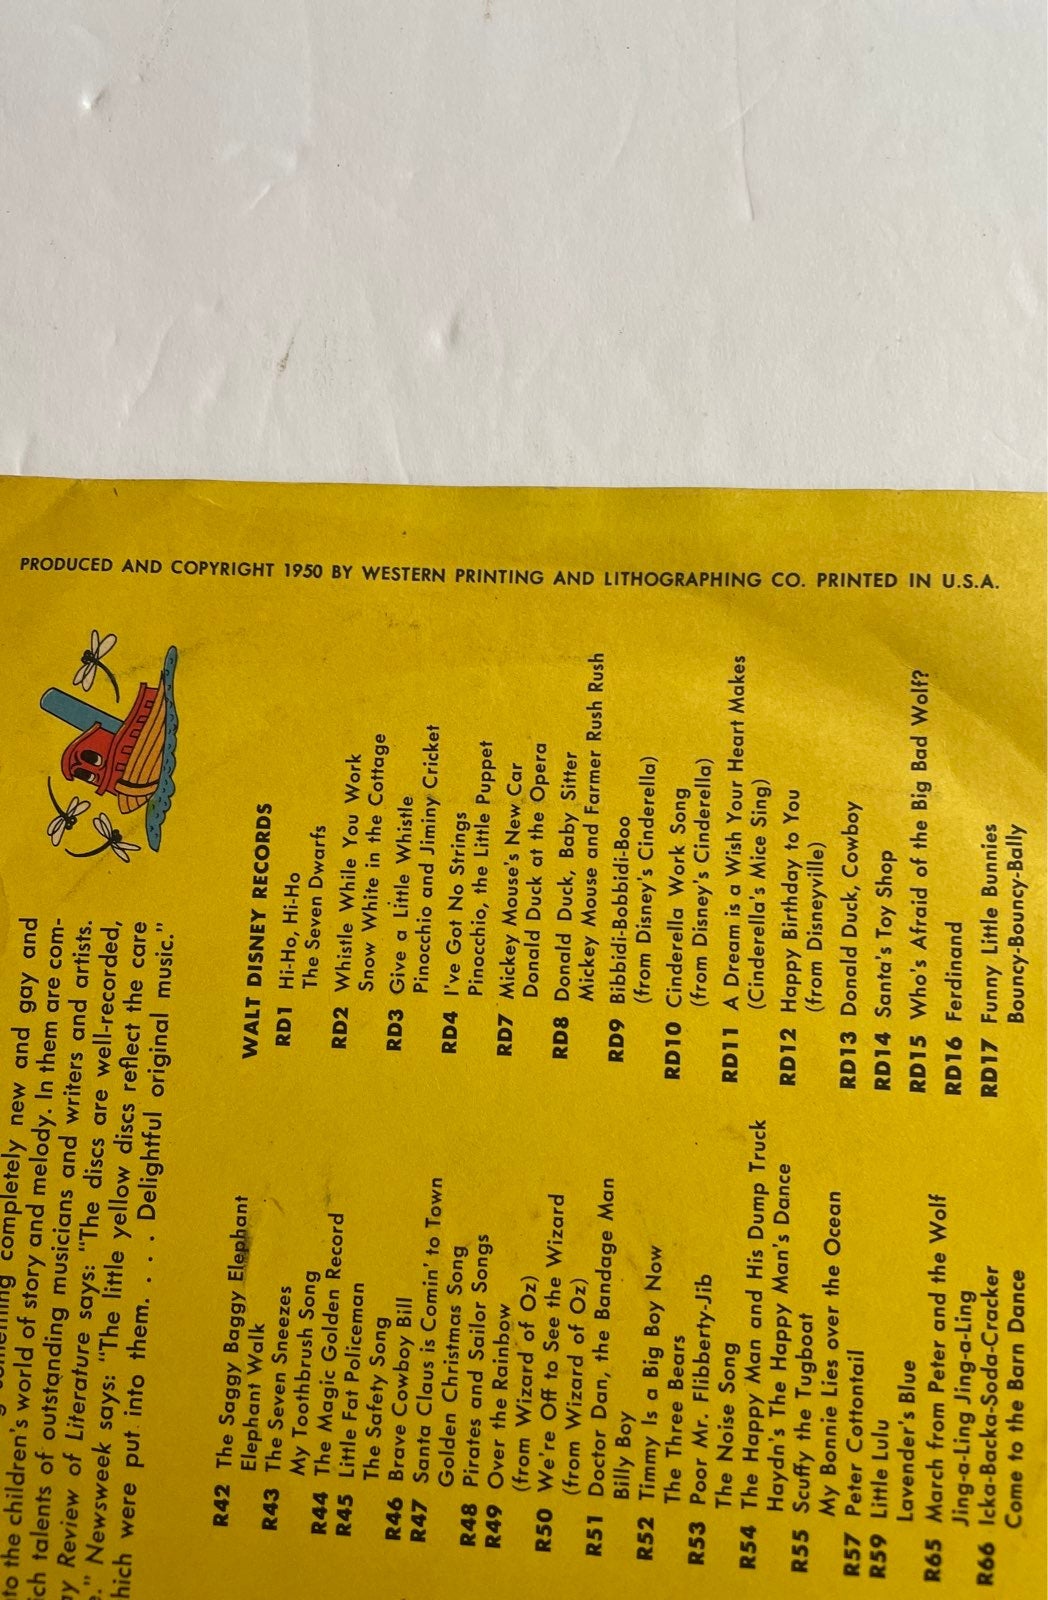 to the children's world of story and melody. In them are com-
ich talents of outstanding musicians and writers and artists.
ay Review of Literature says: "The discs are well-recorded,
e." Newsweek says: "The little yellow discs reflect the care
hich were put into them. . . . Delightful original music."
completely new and gay and
R42 The Saggy Baggy Elephant
Elephant Walk
R43 The Seven Sneezes
My Toothbrush Song
R44 The Magic Golden Record
R45 Little Fat Policeman
The Safety Song
R46 Brave Cowboy Bill
R47 Santa Claus is Comin' to Town
Golden Christmas Song
R48 Pirates and Sailor Songs
R49 Over the Rainbow
(from Wizard of Oz)
R50 We're Off to See the Wizard
(from Wizard of Oz)
R51 Doctor Dan, the Bandage Man
Billy Boy
R52 Timmy Is a Big Boy Now
The Three Bears
R53 Poor Mr. Flibberty-Jib
The Noise Song
R54 The Happy Man and His Dump Truck
Haydn's The Happy Man's Dance
R55 Scuffy the Tugboat
My Bonnie Lies over the Ocean
R57 Peter Cottontail
R59 Little Lulu
Lavender's Blue
R65 March from Peter and the Wolf
Jing-a-Ling Jing-a-Ling
R66 Icka-Backa-Soda-Cracker
Come to the Barn Dance
WALT DISNEY RECORDS
RD1 Hi-Ho, Hi-Ho
The Seven Dwarfs
RD2 Whistle While You Work
Snow White in the Cottage
RD3 Give a Little Whistle
Pinocchio and Jiminy Cricket
RD4 I've Got No Strings
Pinocchio, the Little Puppet
RD7 Mickey Mouse's New Car
Donald Duck at the Opera
RD8 Donald Duck, Baby Sitter
Mickey Mouse and Farmer Rush Rush
RD9 Bibbidi-Bobbidi-Boo
(from Disney's Cinderella)
RD10 Cinderella Work Song
(from Disney's Cinderella)
RD11 A Dream is a Wish Your Heart Makes
(Cinderella's Mice Sing)
RD12 Happy Birthday to You
(from Disneyville)
RD13 Donald Duck, Cowboy
RD14 Santa's Toy Shop
RD15 Who's Afraid of the Big Bad Wolf?
RD16 Ferdinand
RD17 Funny Little Bunnies
Bouncy-Bouncy-Bally
PRODUCED AND COPYRIGHT 1950 BY WESTERN PRINTING AND LITHOGRAPHING CO. PRINTED IN U.S.A.